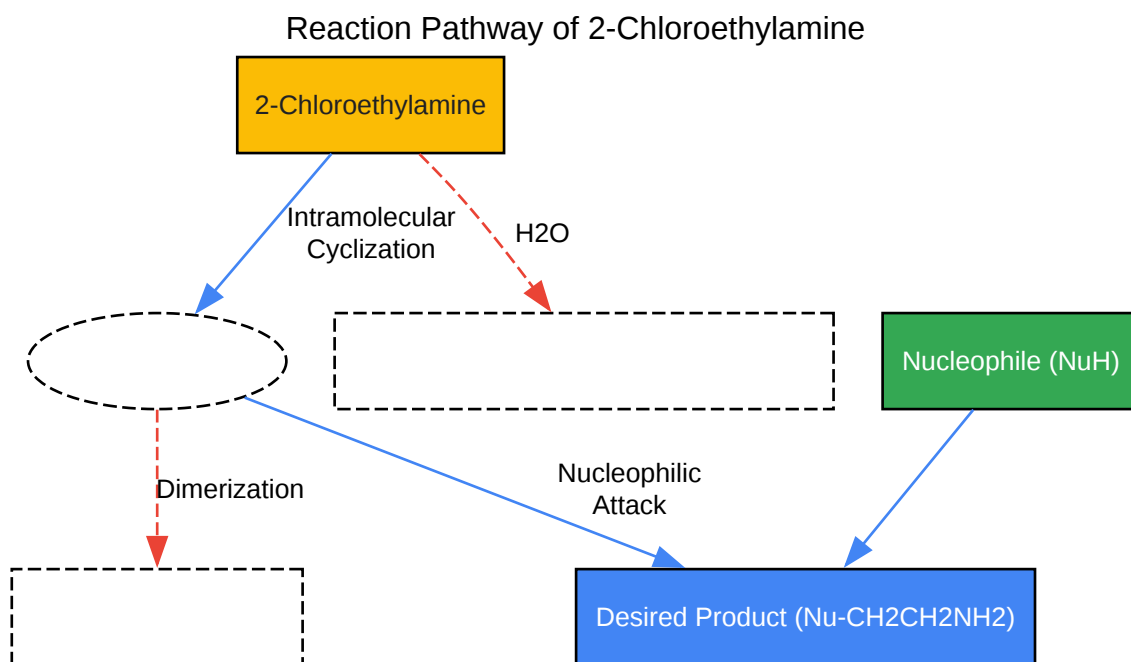 Reaction Pathway of 2-Chloroethylamine
2-Chloroethylamine
Intramolecular
Cyclization
H2O
Nucleophile (NuH)
Nucleophilic
Attack
Dimerization
Desired Product (Nu-CH2CH2NH2)